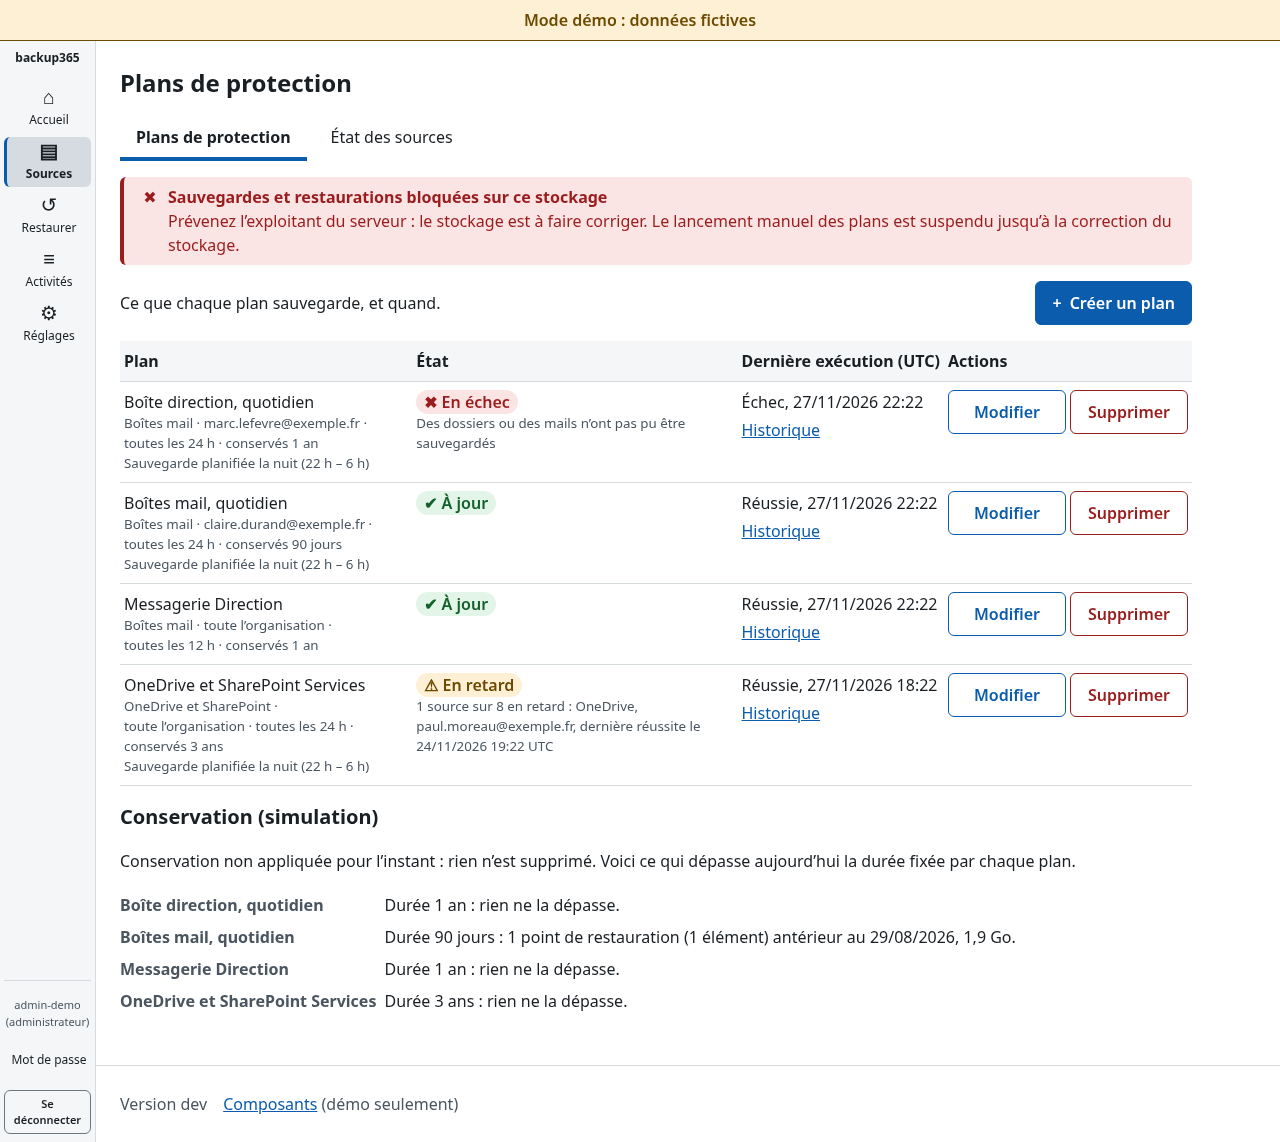 Mode démo : données fictives
backup365
Accueil
Sources
Restaurer
Activités
Réglages
admin-demo
(administrateur)
Mot de passe
Se
déconnecter
Plans de protection
Plans de protection
État des sources
✖ Sauvegardes et restaurations bloquées sur ce stockage
Prévenez l’exploitant du serveur : le stockage est à faire corriger. Le lancement manuel des plans est suspendu jusqu’à la correction du
stockage.
Ce que chaque plan sauvegarde, et quand.
+ Créer un plan
Plan
État
Dernière exécution (UTC)
Actions
Boîte direction, quotidien
Boîtes mail · marc.lefevre@exemple.fr ·
toutes les 24 h · conservés 1 an
Sauvegarde planifiée la nuit (22 h – 6 h)
✖ En échec
Des dossiers ou des mails n’ont pas pu être
sauvegardés
Échec, 27/11/2026 22:22
Historique
Modifier
Supprimer
Boîtes mail, quotidien
Boîtes mail · claire.durand@exemple.fr ·
toutes les 24 h · conservés 90 jours
Sauvegarde planifiée la nuit (22 h – 6 h)
✔ À jour
Réussie, 27/11/2026 22:22
Historique
Modifier
Supprimer
Messagerie Direction
Boîtes mail · toute l’organisation ·
toutes les 12 h · conservés 1 an
✔ À jour
Réussie, 27/11/2026 22:22
Historique
Modifier
Supprimer
OneDrive et SharePoint Services
OneDrive et SharePoint ·
toute l’organisation · toutes les 24 h ·
conservés 3 ans
Sauvegarde planifiée la nuit (22 h – 6 h)
⚠ En retard
1 source sur 8 en retard : OneDrive,
paul.moreau@exemple.fr, dernière réussite le
24/11/2026 19:22 UTC
Réussie, 27/11/2026 18:22
Historique
Modifier
Supprimer
Conservation (simulation)
Conservation non appliquée pour l’instant : rien n’est supprimé. Voici ce qui dépasse aujourd’hui la durée fixée par chaque plan.
Boîte direction, quotidien Durée 1 an : rien ne la dépasse.
Boîtes mail, quotidien Durée 90 jours : 1 point de restauration (1 élément) antérieur au 29/08/2026, 1,9 Go.
Messagerie Direction Durée 1 an : rien ne la dépasse.
OneDrive et SharePoint Services Durée 3 ans : rien ne la dépasse.
Version dev Composants (démo seulement)